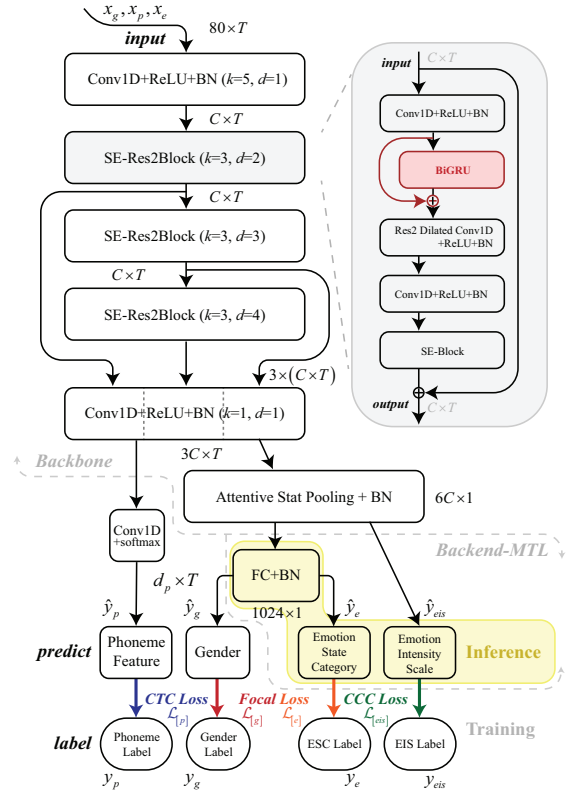 x_g, x_p, x_e
input
80×T
Conv1D+ReLU+BN (k=5, d=1)
C×T
SE-Res2Block (k=3, d=2)
C×T
SE-Res2Block (k=3, d=3)
C×T
SE-Res2Block (k=3, d=4)
3×(C×T)
Conv1D+ReLU+BN (k=1, d=1)
3C×T
input
C×T
Conv1D+ReLU+BN
BiGRU
Res2 Dilated Conv1D
+ReLU+BN
Conv1D+ReLU+BN
SE-Block
output
C×T
Backbone
Attentive Stat Pooling + BN
6C×1
Backend-MTL
Conv1D
+softmax
FC+BN
d_p×T
1024×1
ŷ_p
ŷ_g
ŷ_e
ŷ_eis
predict
Phoneme
Feature
Gender
Emotion
State
Category
Emotion
Intensity
Scale
Inference
CTC Loss
ℒ_[p]
Focal Loss
ℒ_[g]
ℒ_[e]
CCC Loss
ℒ_[eis]
Training
label
Phoneme
Label
Gender
Label
ESC Label
EIS Label
y_p
y_g
y_e
y_eis